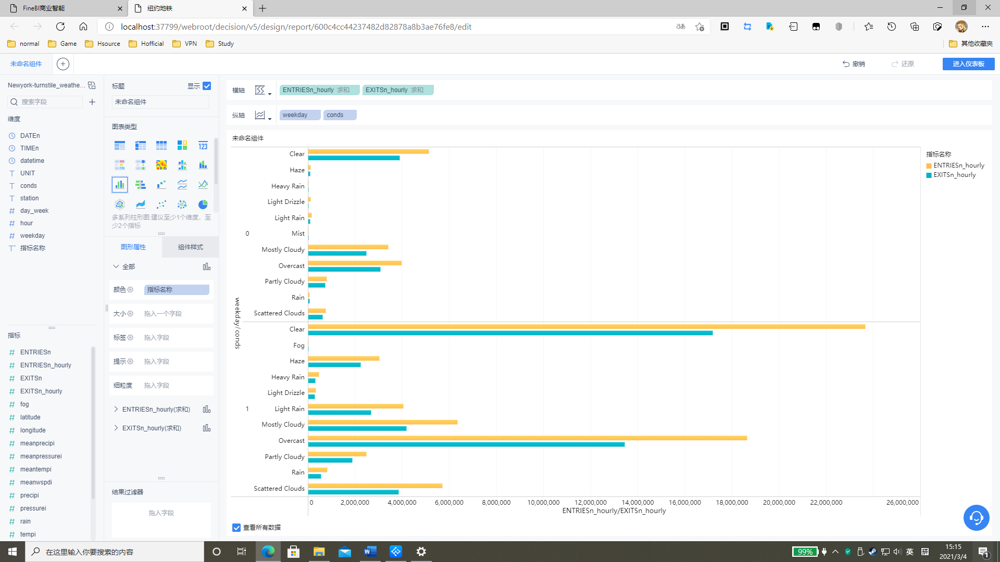 FineBI商业智能
纽约地铁
localhost:37799/webroot/decision/v5/design/report/600c4cc44237482d82878a8b3ae76fe8/edit
normal
Game
Hsource
Hofficial
VPN
Study
其他收藏夹
未命名组件
撤销
还原
进入仪表板
Newyork-turnstile_weathe...
搜索字段
维度
DATEn
TIMEn
datetime
UNIT
conds
station
day_week
hour
weekday
指标名称
指标
ENTRIESn
ENTRIESn_hourly
EXITSn
EXITSn_hourly
fog
latitude
longitude
meanprecipi
meanpressurei
meantempi
meanwspdi
precipi
pressurei
rain
tempi
标题
显示
未命名组件
图表类型
多系列柱形图:建议至少1个维度，至
少2个指标
图形属性
组件样式
全部
颜色
指标名称
大小
拖入一个字段
标签
拖入字段
提示
拖入字段
细粒度
拖入字段
ENTRIESn_hourly(求和)
EXITSn_hourly(求和)
结果过滤器
拖入字段
横轴
ENTRIESn_hourly 求和
EXITSn_hourly 求和
纵轴
weekday
conds
未命名组件
weekday/ conds
0
Clear
Haze
Heavy Rain
Light Drizzle
Light Rain
Mist
Mostly Cloudy
Overcast
Partly Cloudy
Rain
Scattered Clouds
1
Clear
Fog
Haze
Heavy Rain
Light Drizzle
Light Rain
Mostly Cloudy
Overcast
Partly Cloudy
Rain
Scattered Clouds
0
2,000,000
4,000,000
6,000,000
8,000,000
10,000,000
12,000,000
14,000,000
16,000,000
18,000,000
20,000,000
22,000,000
26,000,000
ENTRIESn_hourly/EXITSn_hourly
指标名称
ENTRIESn_hourly
EXITSn_hourly
查看所有数据
在这里输入你要搜索的内容
99%
英
拼
15:15
2021/3/4
1